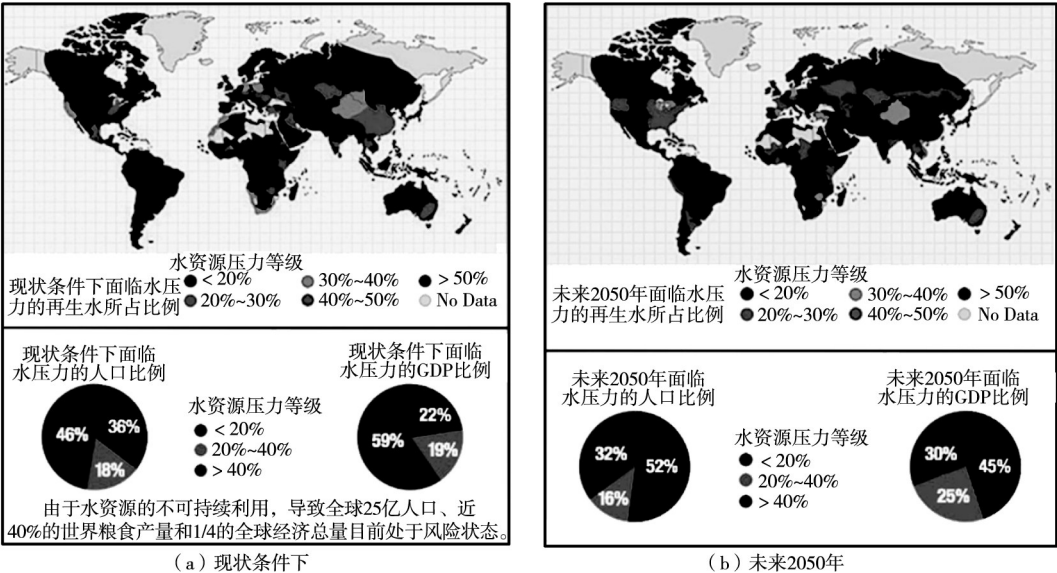 水资源压力等级
现状条件下面临水压力的再生水所占比例
< 20%
20%~30%
30%~40%
40%~50%
> 50%
No Data
现状条件下面临
水压力的人口比例
46%
36%
18%
水资源压力等级
< 20%
20%~40%
> 40%
现状条件下面临
水压力的GDP比例
22%
59%
19%
由于水资源的不可持续利用，导致全球25亿人口、近
40%的世界粮食产量和1/4的全球经济总量目前处于风险状态。
（a）现状条件下
水资源压力等级
未来2050年面临水压
力的再生水所占比例
< 20%
20%~30%
30%~40%
40%~50%
> 50%
No Data
未来2050年面临
水压力的人口比例
32%
52%
16%
水资源压力等级
< 20%
20%~40%
> 40%
未来2050年面临
水压力的GDP比例
30%
45%
25%
（b）未来2050年